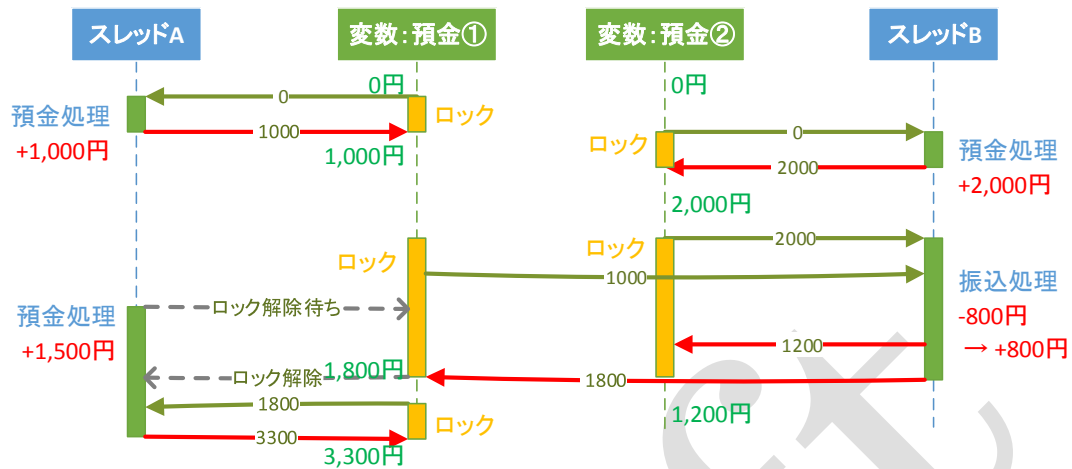 スレッドA
変数:預金①
変数:預金②
スレッドB
0円
0円
0
ロック
預金処理
+1,000円
1000
1,000円
ロック
0
2000
預金処理
+2,000円
2,000円
ロック
ロック
2000
1000
振込処理
-800円
→ +800円
ロック解除待ち
預金処理
+1,500円
1200
ロック解除
1,800円
1800
1800
ロック
1,200円
3300
3,300円